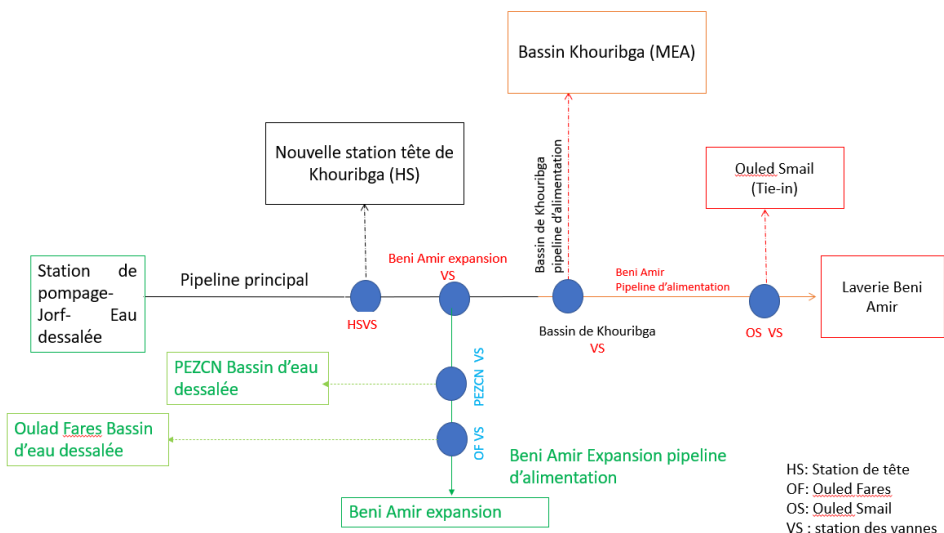 Bassin Khouribga (MEA)
Nouvelle station tête de
Khouribga (HS)
Bassin de Khouribga
pipeline d'alimentation
Ouled Smail
(Tie-in)
Station de
pompage-
Jorf- Eau
dessalée
Pipeline principal
Beni Amir expansion
VS
Beni Amir
Pipeline d'alimentation
Laverie Beni
Amir
HSVS
Bassin de Khouribga
VS
OS VS
PEZCN Bassin d'eau
dessalée
PEZCN VS
Oulad Fares Bassin
d'eau dessalée
OF VS
Beni Amir Expansion pipeline
d'alimentation
Beni Amir expansion
HS: Station de tête
OF: Ouled Fares
OS: Ouled Smail
VS : station des vannes